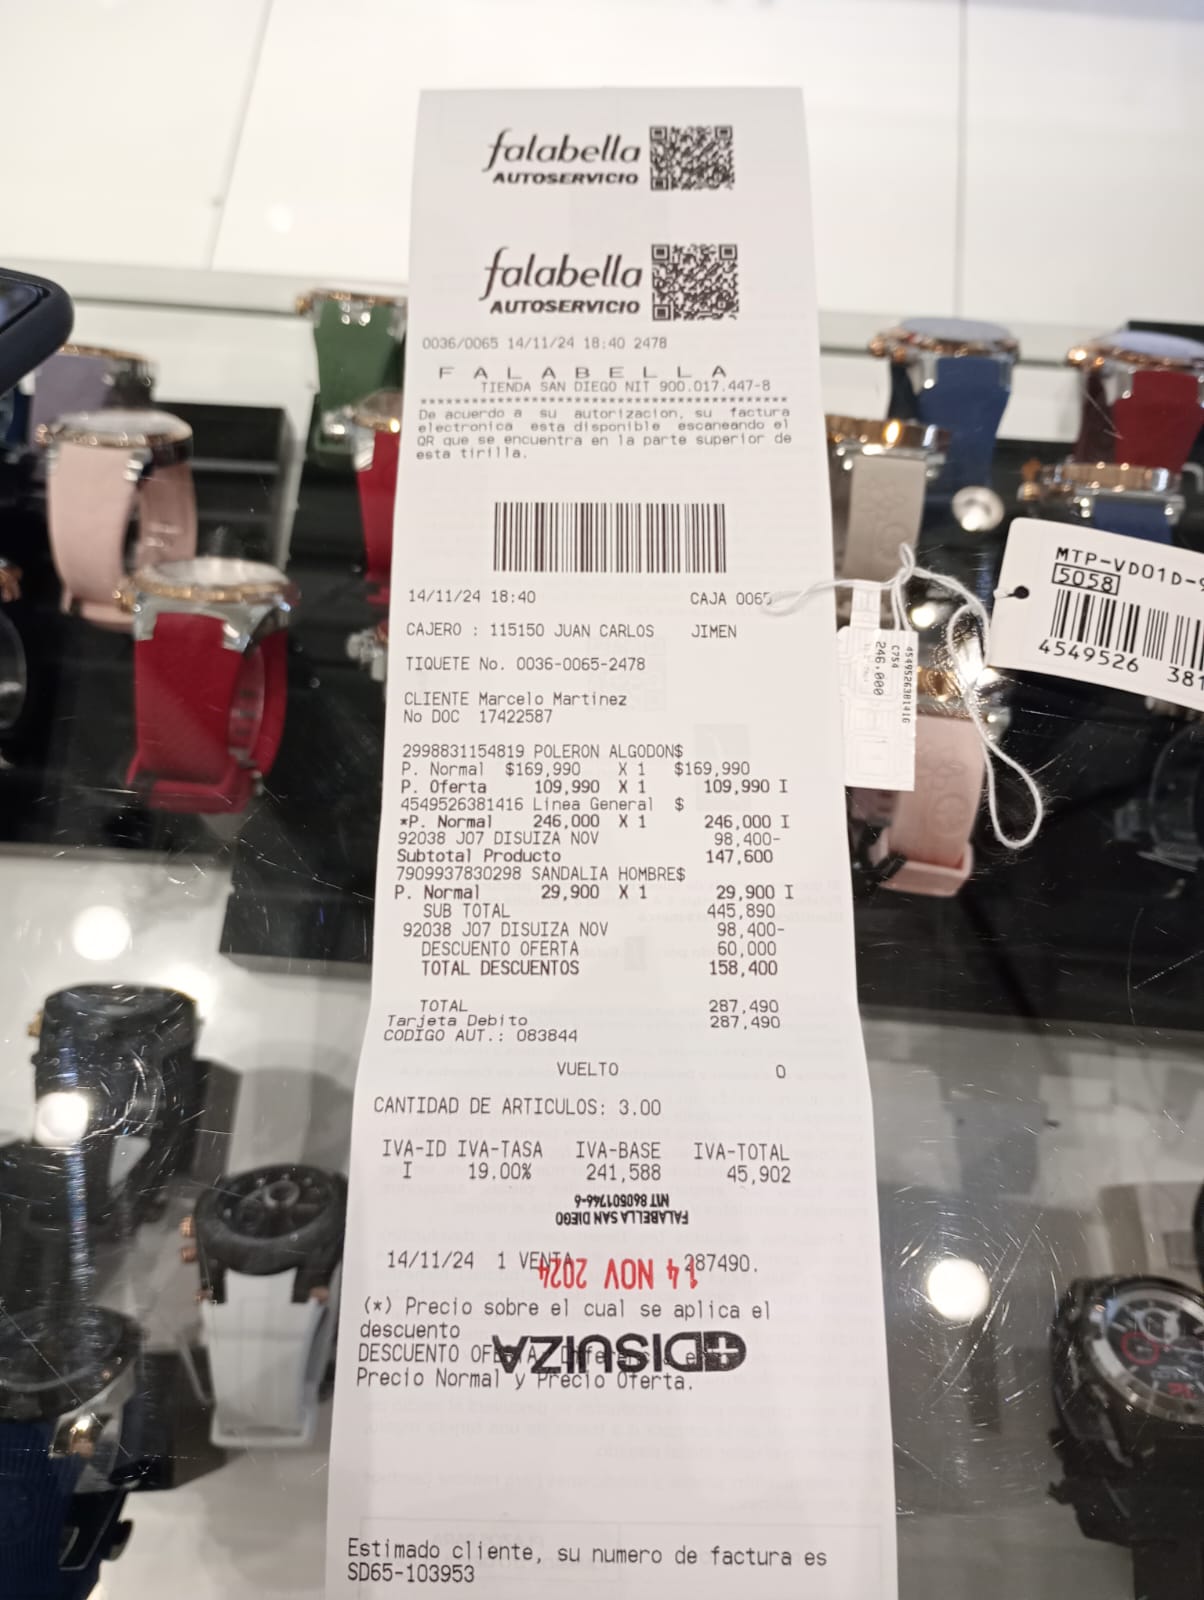 falabella
AUTOSERVICIO
falabella
AUTOSERVICIO
0036/0065 14/11/24 18:40 2478
F A L A B E L L A
TIENDA SAN DIEGO NIT 900.017.447-8
****************************************
De acuerdo a su autorizacion, su factura
electronica esta disponible escaneando el
QR que se encuentra en la parte superior de
esta tirilla.
14/11/24 18:40 CAJA 0065
CAJERO : 115150 JUAN CARLOS JIMEN
TIQUETE No. 0036-0065-2478
CLIENTE Marcelo Martinez
No DOC 17422587
2998831154819 POLERON ALGODON$
P. Normal $169,990 X 1 $169,990
P. Oferta 109,990 X 1 109,990 I
4549526381416 Linea General $
*P. Normal 246,000 X 1 246,000 I
92038 J07 DISUIZA NOV 98,400-
Subtotal Producto 147,600
7909937830298 SANDALIA HOMBRE$
P. Normal 29,900 X 1 29,900 I
SUB TOTAL 445,890
92038 J07 DISUIZA NOV 98,400-
DESCUENTO OFERTA 60,000
TOTAL DESCUENTOS 158,400
TOTAL 287,490
Tarjeta Debito 287,490
CODIGO AUT.: 083844
VUELTO 0
CANTIDAD DE ARTICULOS: 3.00
IVA-ID IVA-TASA IVA-BASE IVA-TOTAL
I 19.00% 241,588 45,902
NIT 860501746-6
FALABELLA SAN DIEGO
14/11/24 1 VENTA 287490.
14 NOV 2024
(*) Precio sobre el cual se aplica el
descuento
DISUIZA
DESCUENTO OFERTA: Diferencia e
Precio Normal y Precio Oferta.
Estimado cliente, su numero de factura es
SD65-103953
MTP-VD01D-
5058
4549526 381
4549526381416
C754
246.000